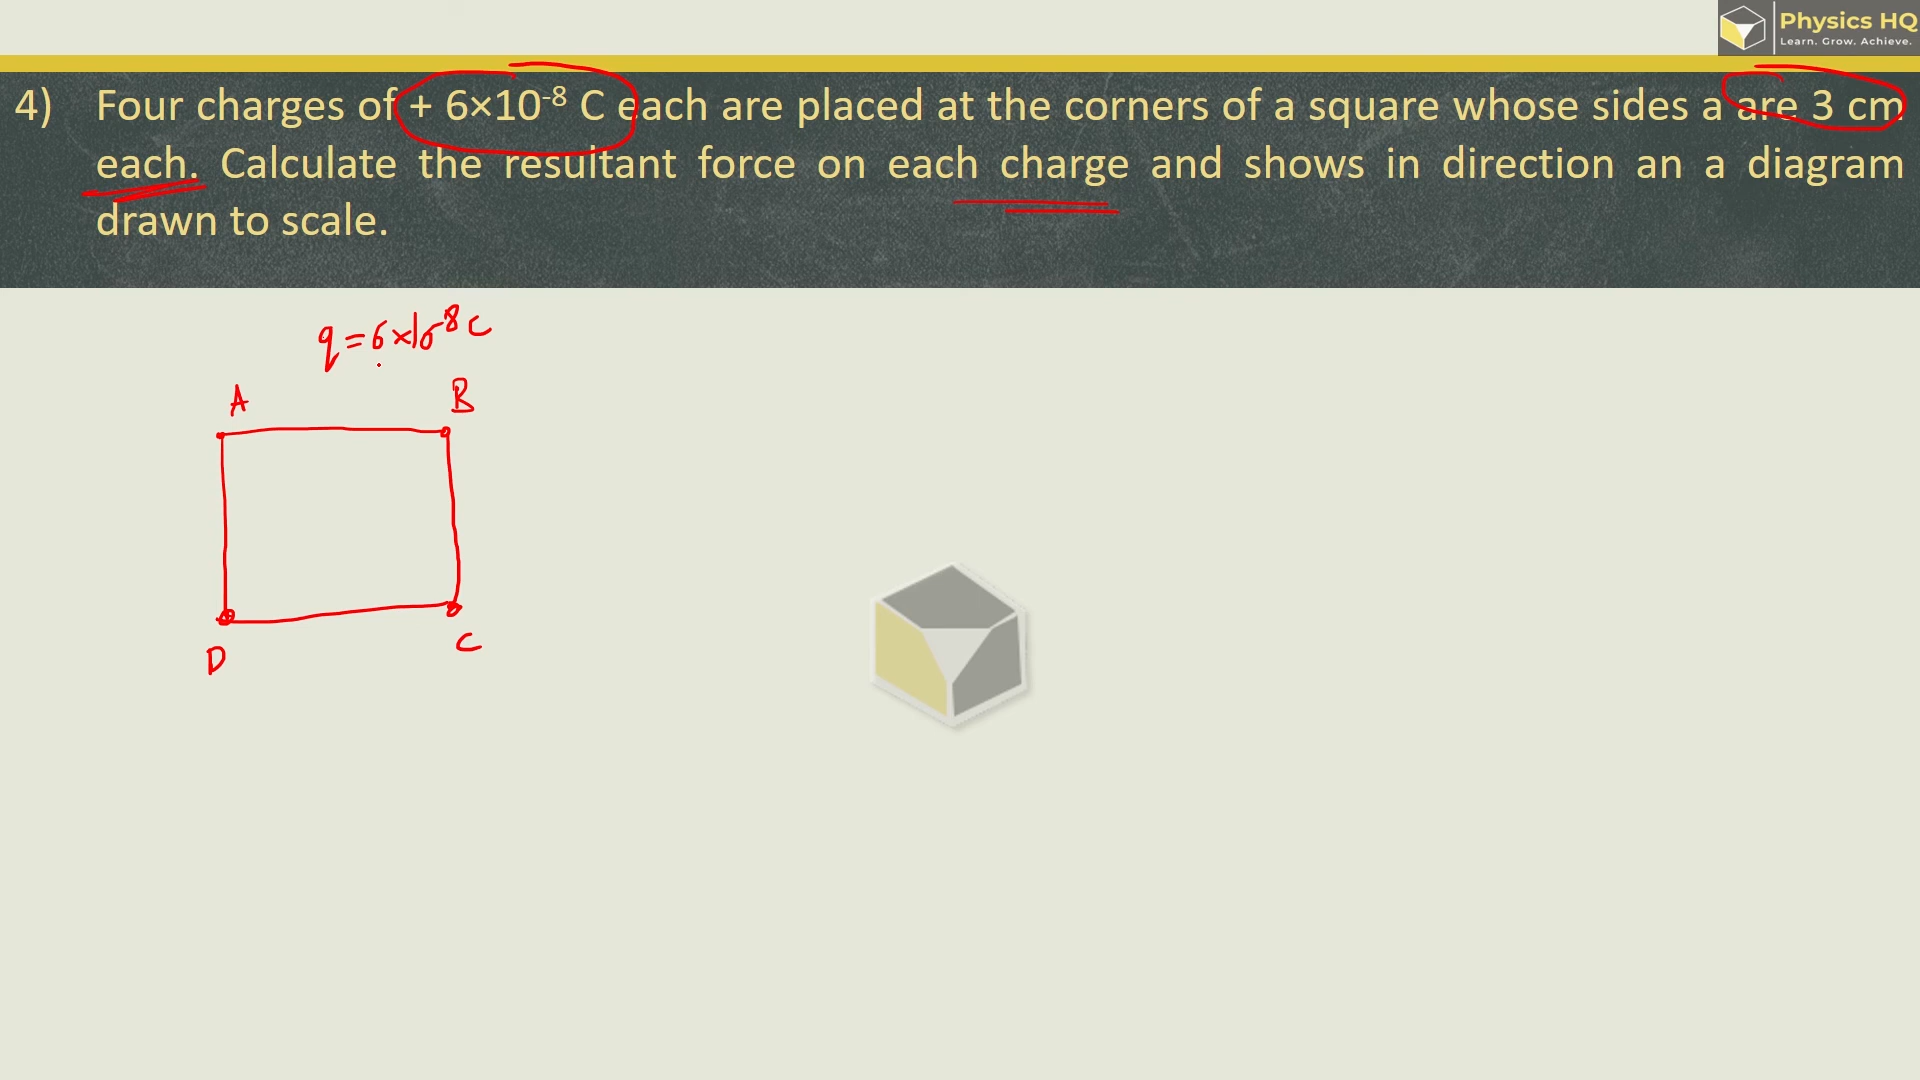 Physics HQ
Learn. Grow. Achieve.
4) Four charges of + 6×10⁻⁸ C each are placed at the corners of a square whose sides a are 3 cm
each. Calculate the resultant force on each charge and shows in direction an a diagram
drawn to scale.
q = 6×10⁻⁸ C
A B
D C